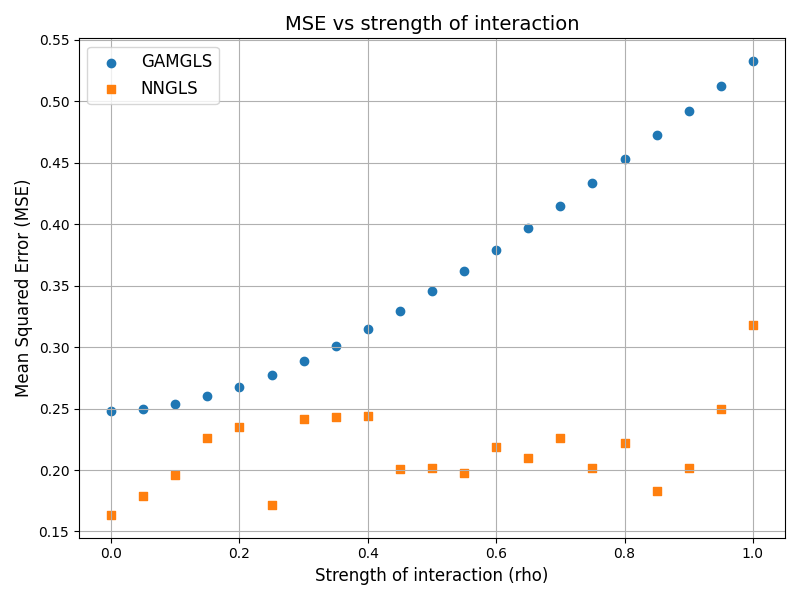 MSE vs strength of interaction
GAMGLS
NNGLS
Mean Squared Error (MSE)
0.55
0.50
0.45
0.40
0.35
0.30
0.25
0.20
0.15
0.0 0.2 0.4 0.6 0.8 1.0
Strength of interaction (rho)